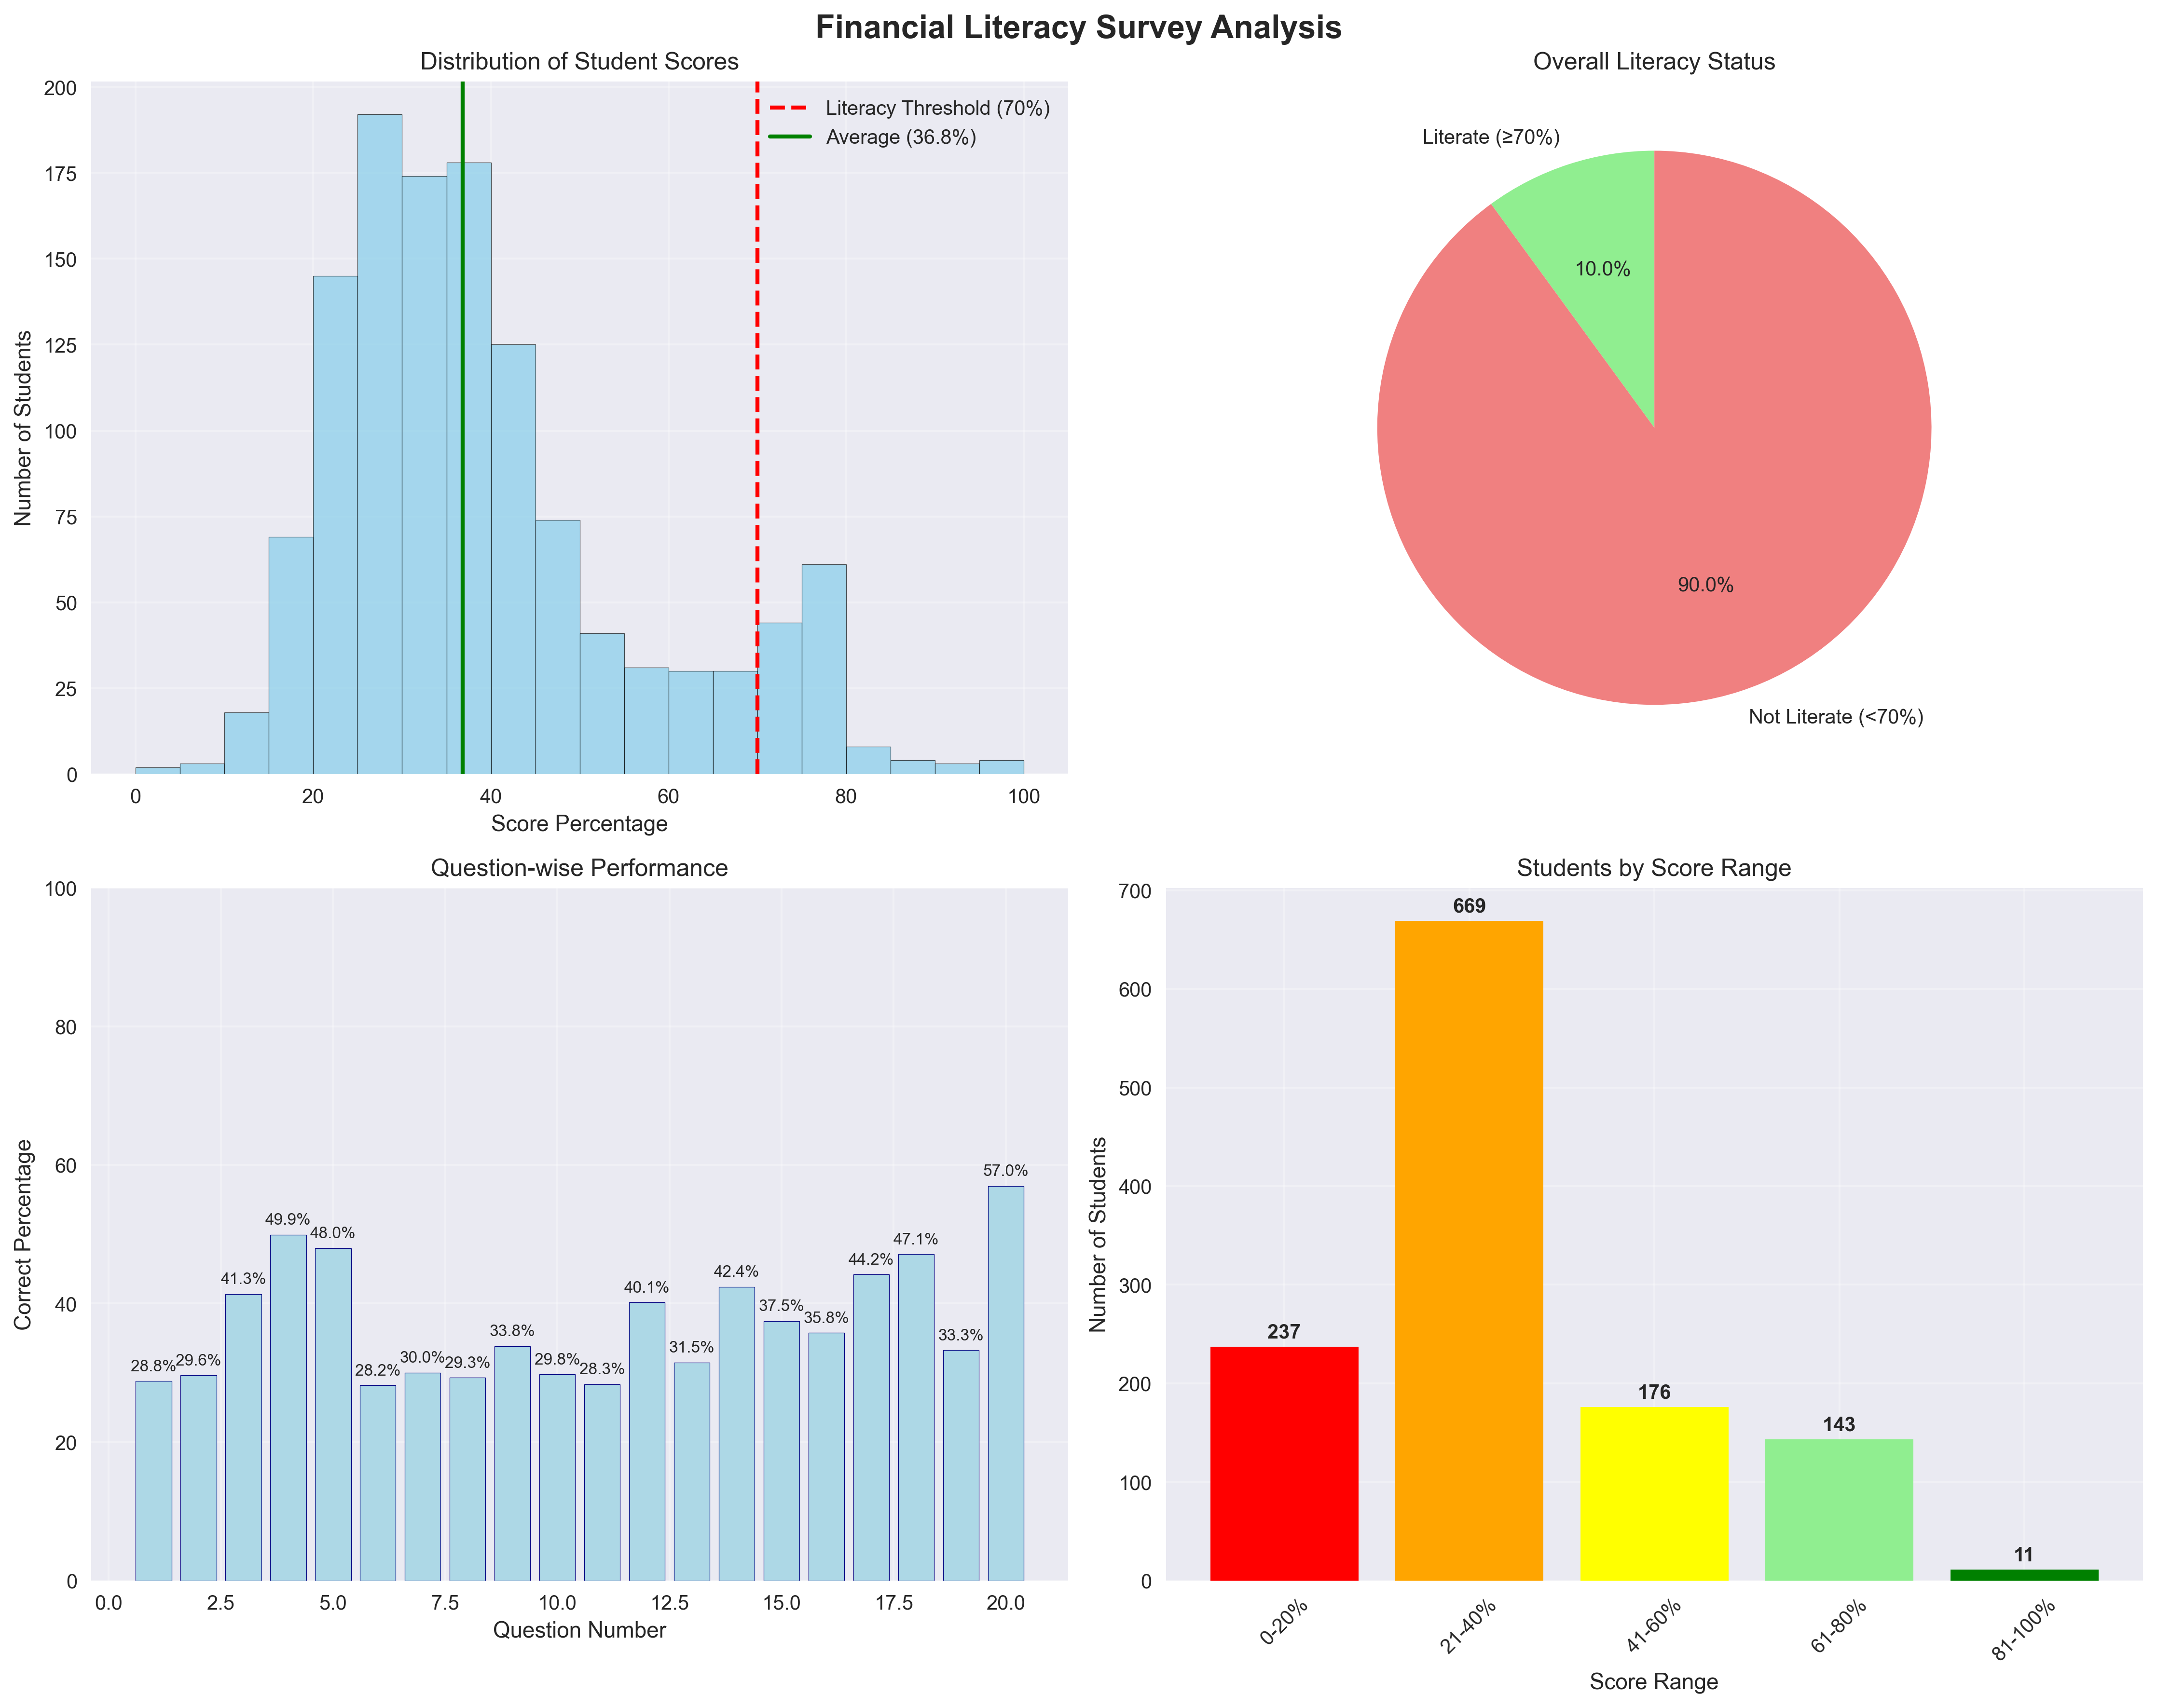 Financial Literacy Survey Analysis
Distribution of Student Scores
200
175
150
125
100
75
50
25
0
Number of Students
Literacy Threshold (70%)
Average (36.8%)
0 20 40 60 80 100
Score Percentage
Overall Literacy Status
Literate (≥70%)
10.0%
90.0%
Not Literate (<70%)
Question-wise Performance
100
80
60
40
20
0
Correct Percentage
28.8% 29.6% 41.3% 49.9% 48.0% 28.2% 30.0% 29.3% 33.8% 29.8% 28.3% 40.1% 31.5% 42.4% 37.5% 35.8% 44.2% 47.1% 33.3% 57.0%
0.0 2.5 5.0 7.5 10.0 12.5 15.0 17.5 20.0
Question Number
Students by Score Range
700
600
500
400
300
200
100
0
Number of Students
237 669 176 143 11
0-20% 21-40% 41-60% 61-80% 81-100%
Score Range